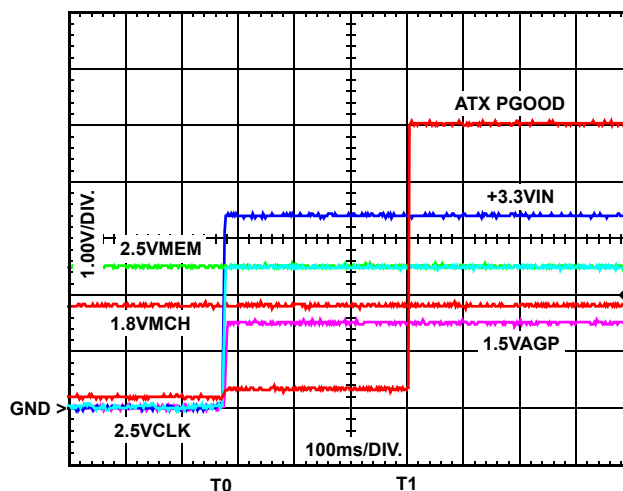 ATX PGOOD
+3.3VIN
1.00V/DIV.
2.5VMEM
1.8VMCH
1.5VAGP
GND >
2.5VCLK
100ms/DIV.
T0
T1